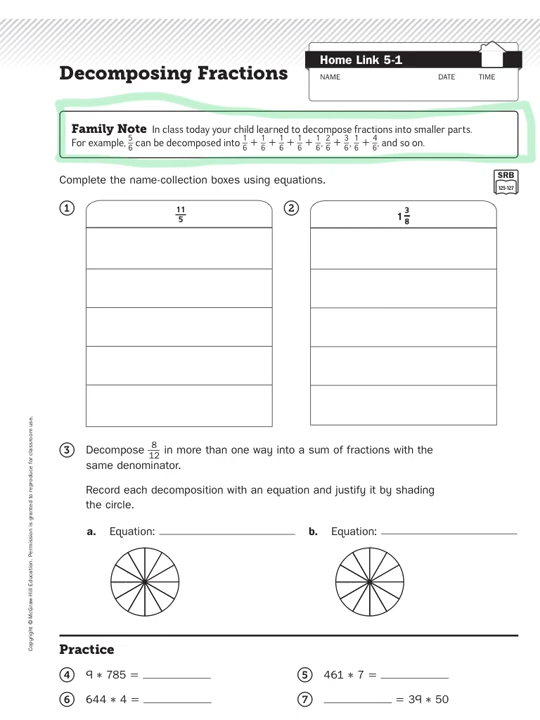 Home Link 5-1
Decomposing Fractions
NAME DATE TIME
Family Note In class today your child learned to decompose fractions into smaller parts.
For example, 5/6 can be decomposed into 1/6 + 1/6 + 1/6 + 1/6 + 1/6, 2/6 + 3/6, 1/6 + 4/6, and so on.
Complete the name-collection boxes using equations.
SRB
125-127
1 11/5
2 1 3/8
3 Decompose 8/12 in more than one way into a sum of fractions with the
same denominator.
Record each decomposition with an equation and justify it by shading
the circle.
a. Equation: b. Equation:
Practice
4 9 * 785 = 5 461 * 7 =
6 644 * 4 = 7 = 39 * 50
Copyright © McGraw-Hill Education. Permission is granted to reproduce for classroom use.